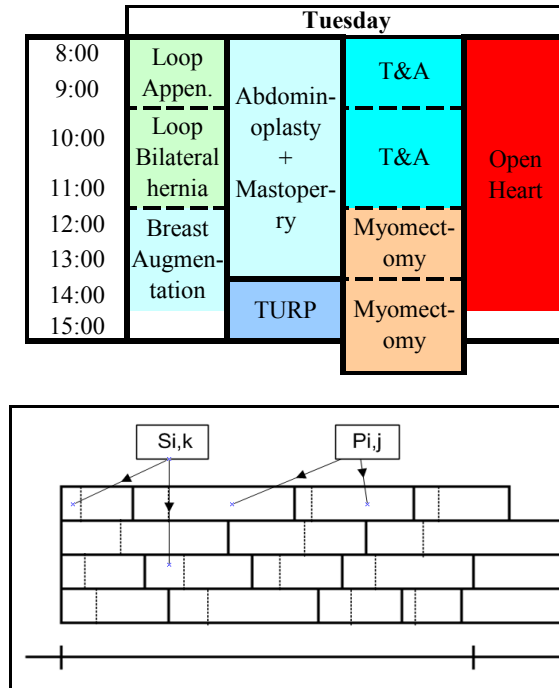 Tuesday
8:00
9:00
10:00
11:00
12:00
13:00
14:00
15:00
Loop
Appen.
Loop
Bilateral
hernia
Breast
Augmen-
tation
Abdomin-
oplasty
+
Mastoper-
ry
TURP
T&A
T&A
Myomect-
omy
Myomect-
omy
Open
Heart
Si,k
Pi,j